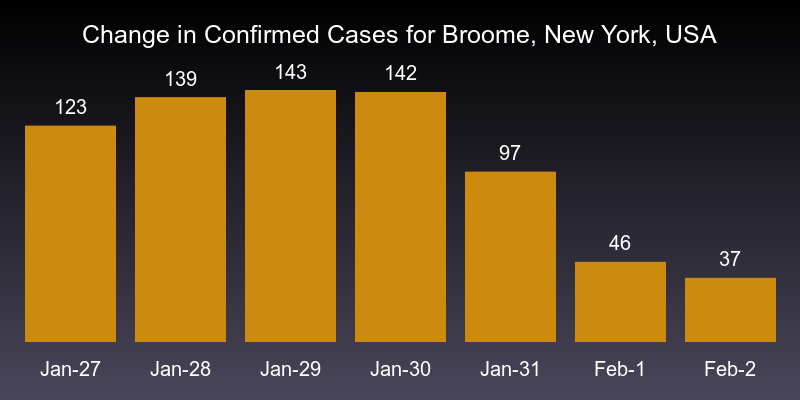 Change in Confirmed Cases for Broome, New York, USA
123
139
143
142
97
46
37
Jan-27
Jan-28
Jan-29
Jan-30
Jan-31
Feb-1
Feb-2